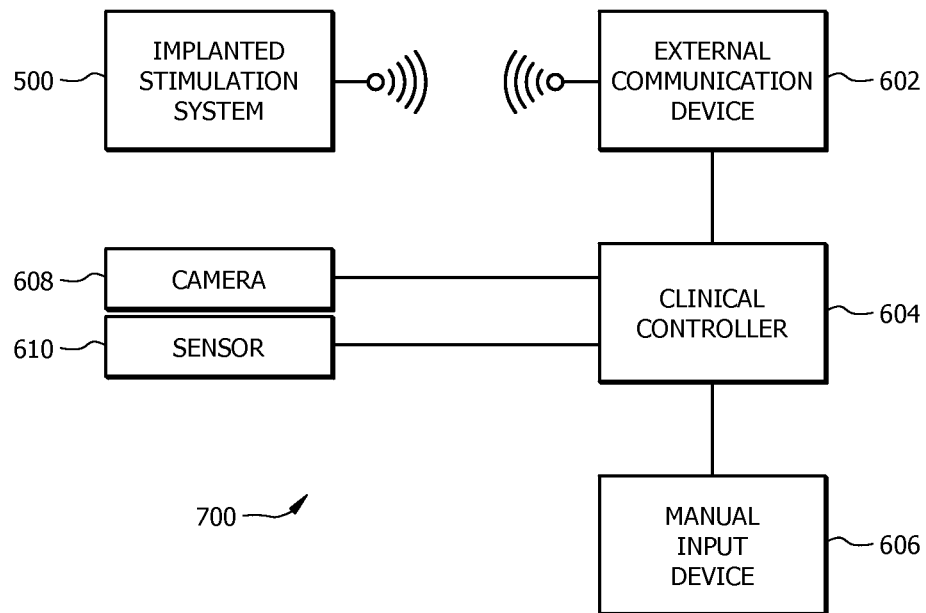 500
IMPLANTED
STIMULATION
SYSTEM
EXTERNAL
COMMUNICATION
DEVICE
602
608
CAMERA
610
SENSOR
CLINICAL
CONTROLLER
604
700
MANUAL
INPUT
DEVICE
606